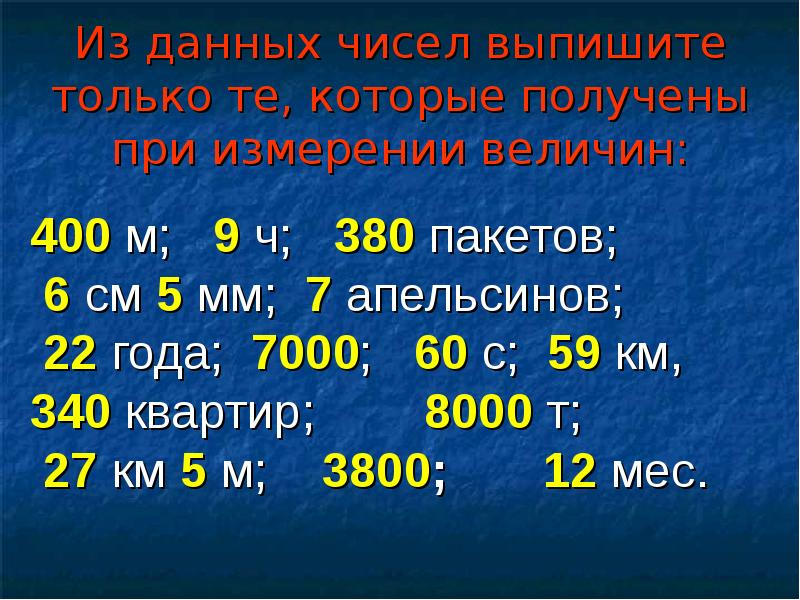 Из данных чисел выпишите
только те, которые получены
при измерении величин:
400 м; 9 ч; 380 пакетов;
6 см 5 мм; 7 апельсинов;
22 года; 7000; 60 с; 59 км,
340 квартир; 8000 т;
27 км 5 м; 3800; 12 мес.